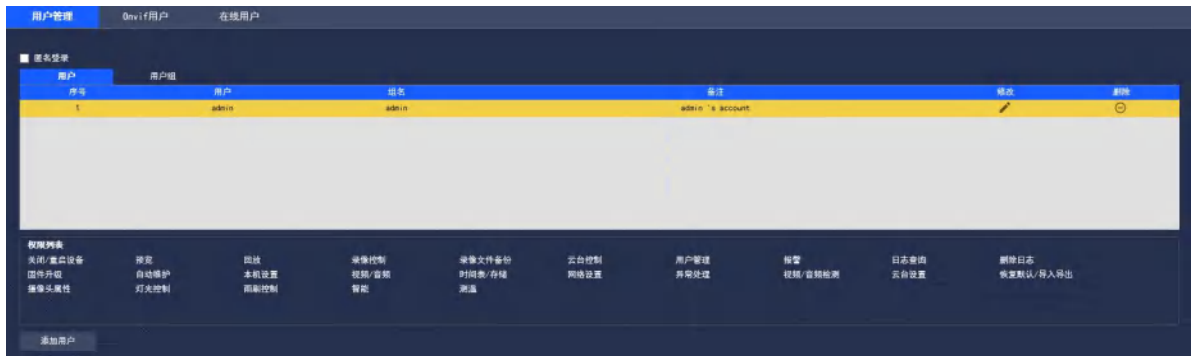 用户管理 Onvif用户 在线用户
匿名登录
用户 用户组
序号 用户 组名 备注 修改 删除
1 admin admin admin 's account
权限列表
关闭/重启设备 预览 回放 录像控制 录像文件备份 云台控制 用户管理 报警 日志查询 删除日志
固件升级 自动维护 本机设置 视频/音频 时间表/存储 网络设置 异常处理 视频/音频检测 云台设置 恢复默认/导入导出
摄像头属性 灯光控制 雨刷控制 智能 测温
添加用户